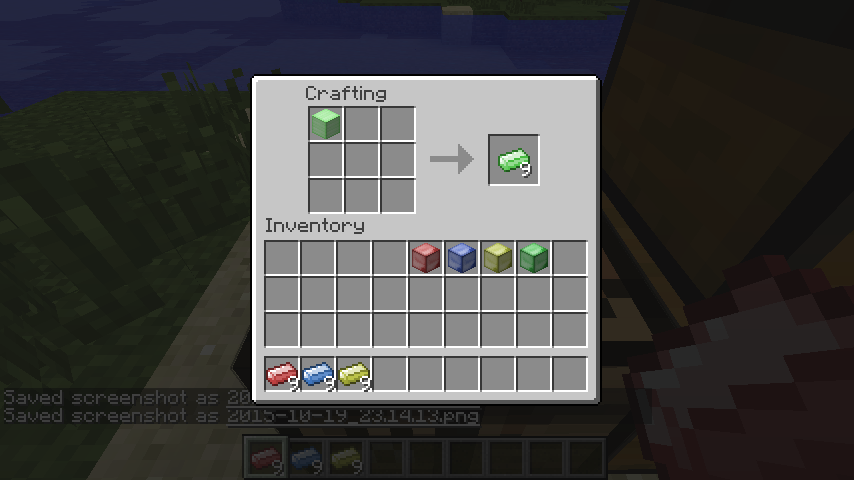 Crafting
9
Inventory
9 9 9
Saved screenshot as 20
Saved screenshot as 2015-10-19_23.14.13.png
9 9 9